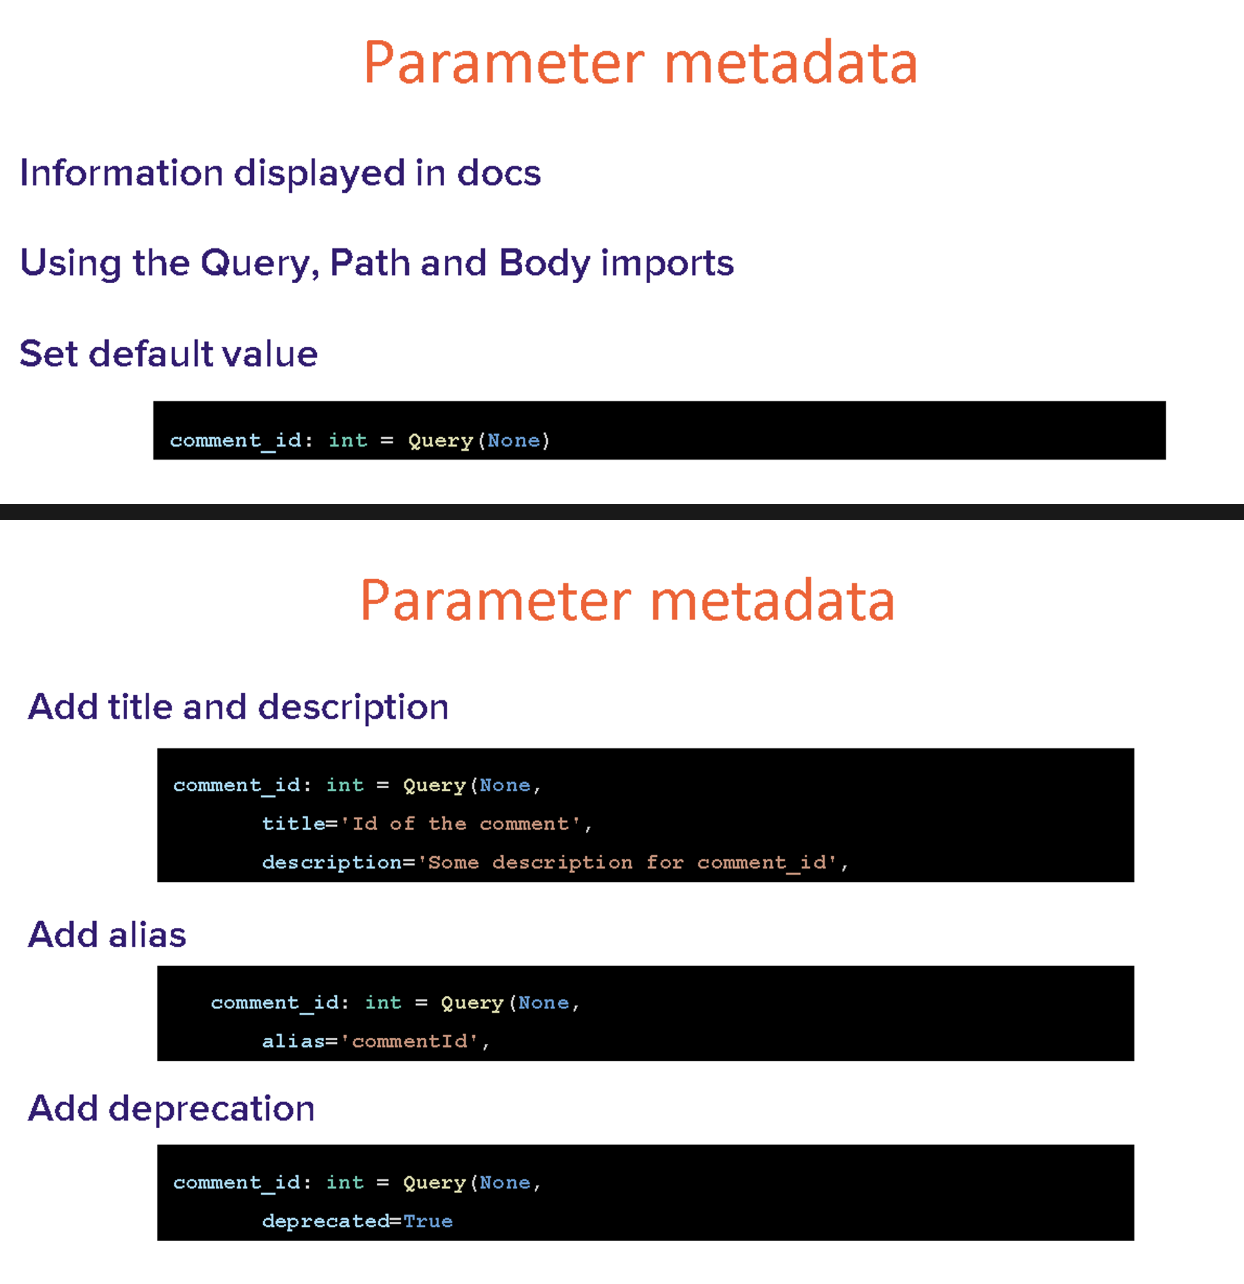 Parameter metadata
Information displayed in docs
Using the Query, Path and Body imports
Set default value
comment_id: int = Query(None)
Parameter metadata
Add title and description
comment_id: int = Query(None,
title='Id of the comment',
description='Some description for comment_id',
Add alias
comment_id: int = Query(None,
alias='commentId',
Add deprecation
comment_id: int = Query(None,
deprecated=True